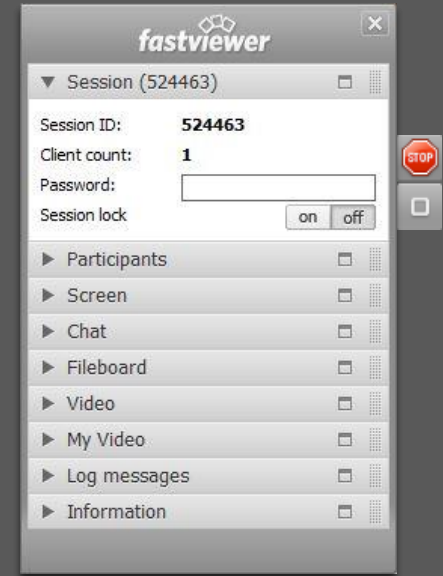 fastviewer
Session (524463)
Session ID: 524463
Client count: 1
Password:
Session lock on off
STOP
Participants
Screen
Chat
Fileboard
Video
My Video
Log messages
Information